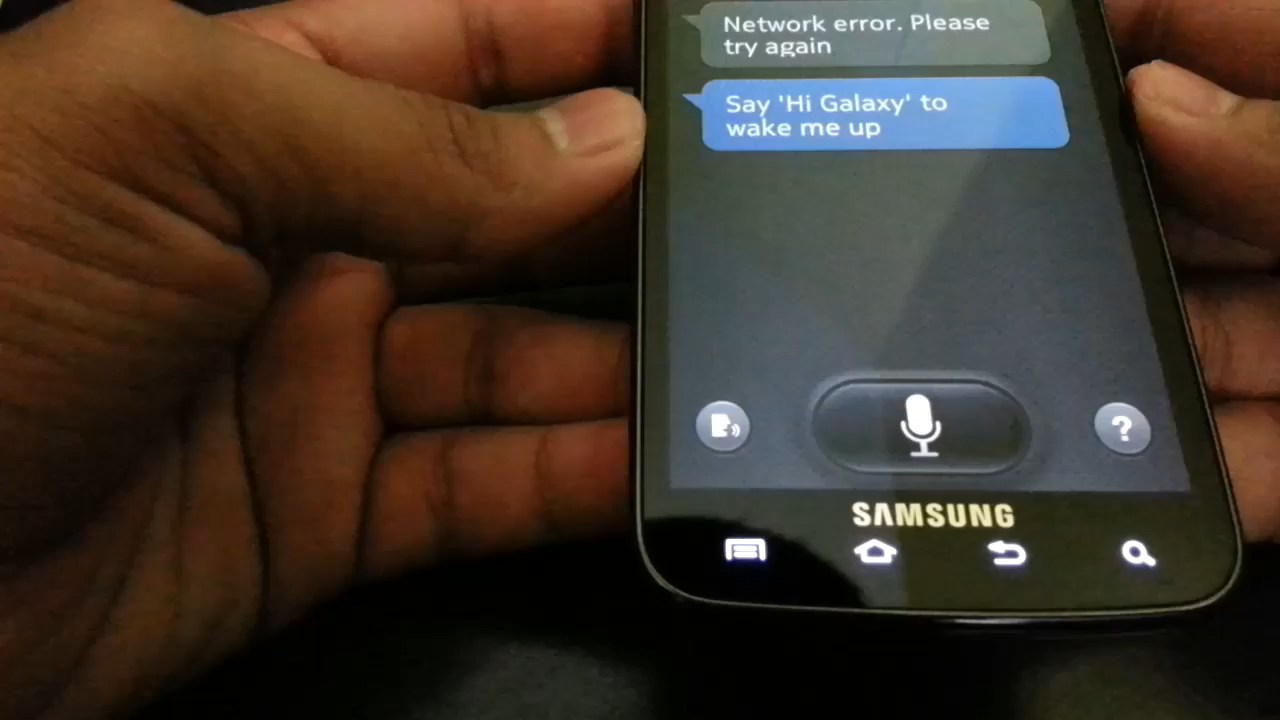 Network error. Please
try again
Say 'Hi Galaxy' to
wake me up
?
SAMSUNG